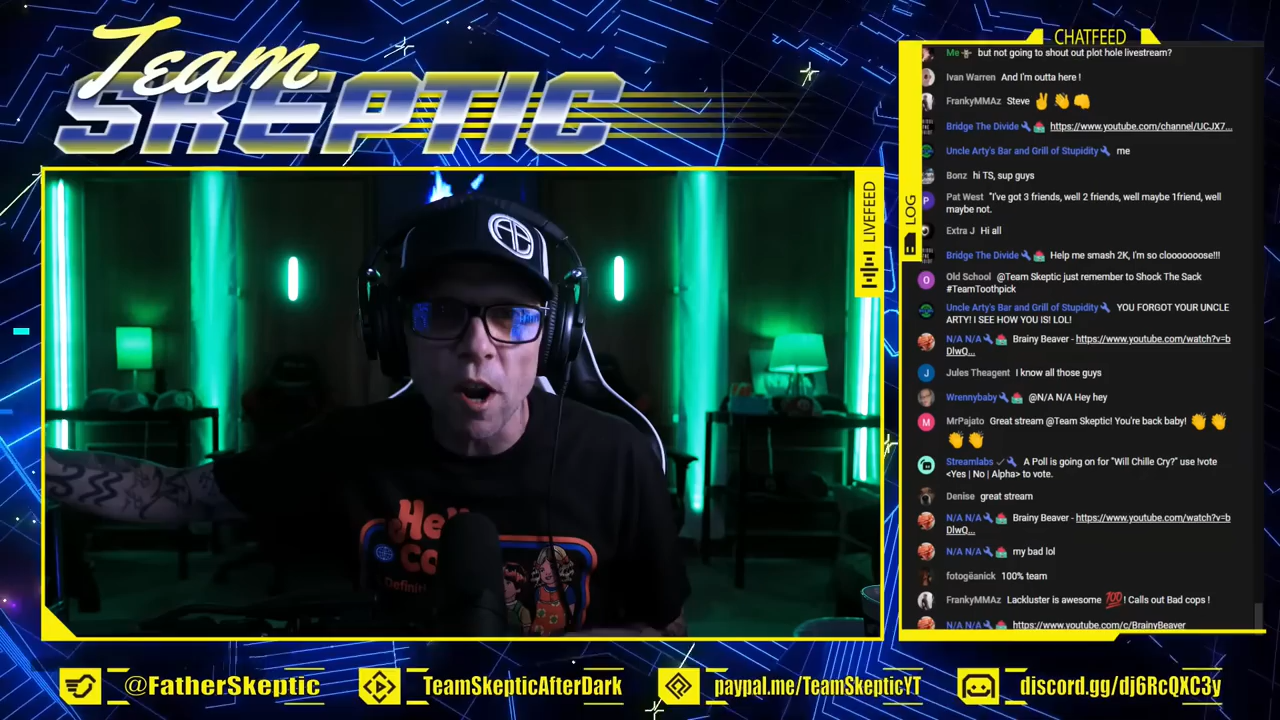 Team
SKEPTIC
CHATFEED
LIVEFEED
LOG
Me but not going to shout out plot hole livestream?
Ivan Warren And I'm outta here !
FrankyMMAz Steve
Bridge The Divide https://www.youtube.com/channel/UCJX7...
Uncle Arty's Bar and Grill of Stupidity me
Bonz hi TS, sup guys
Pat West "I've got 3 friends, well 2 friends, well maybe 1friend, well
maybe not.
Extra J Hi all
Bridge The Divide Help me smash 2K, I'm so clooooooose!!!
Old School @Team Skeptic just remember to Shock The Sack
#TeamToothpick
Uncle Arty's Bar and Grill of Stupidity YOU FORGOT YOUR UNCLE
ARTY! I SEE HOW YOU IS! LOL!
N/A N/A Brainy Beaver - https://www.youtube.com/watch?v=b
DlwQ...
Jules Theagent I know all those guys
Wrennybaby @N/A N/A Hey hey
MrPajato Great stream @Team Skeptic! You're back baby!
Streamlabs A Poll is going on for "Will Chille Cry?" use !vote
<Yes | No | Alpha> to vote.
Denise great stream
N/A N/A Brainy Beaver - https://www.youtube.com/watch?v=b
DlwQ...
N/A N/A my bad lol
fotogëanick 100% team
FrankyMMAz Lackluster is awesome 100 ! Calls out Bad cops !
N/A N/A https://www.youtube.com/c/BrainyBeaver
@FatherSkeptic
TeamSkepticAfterDark
paypal.me/TeamSkepticYT
discord.gg/dj6RcQXC3y